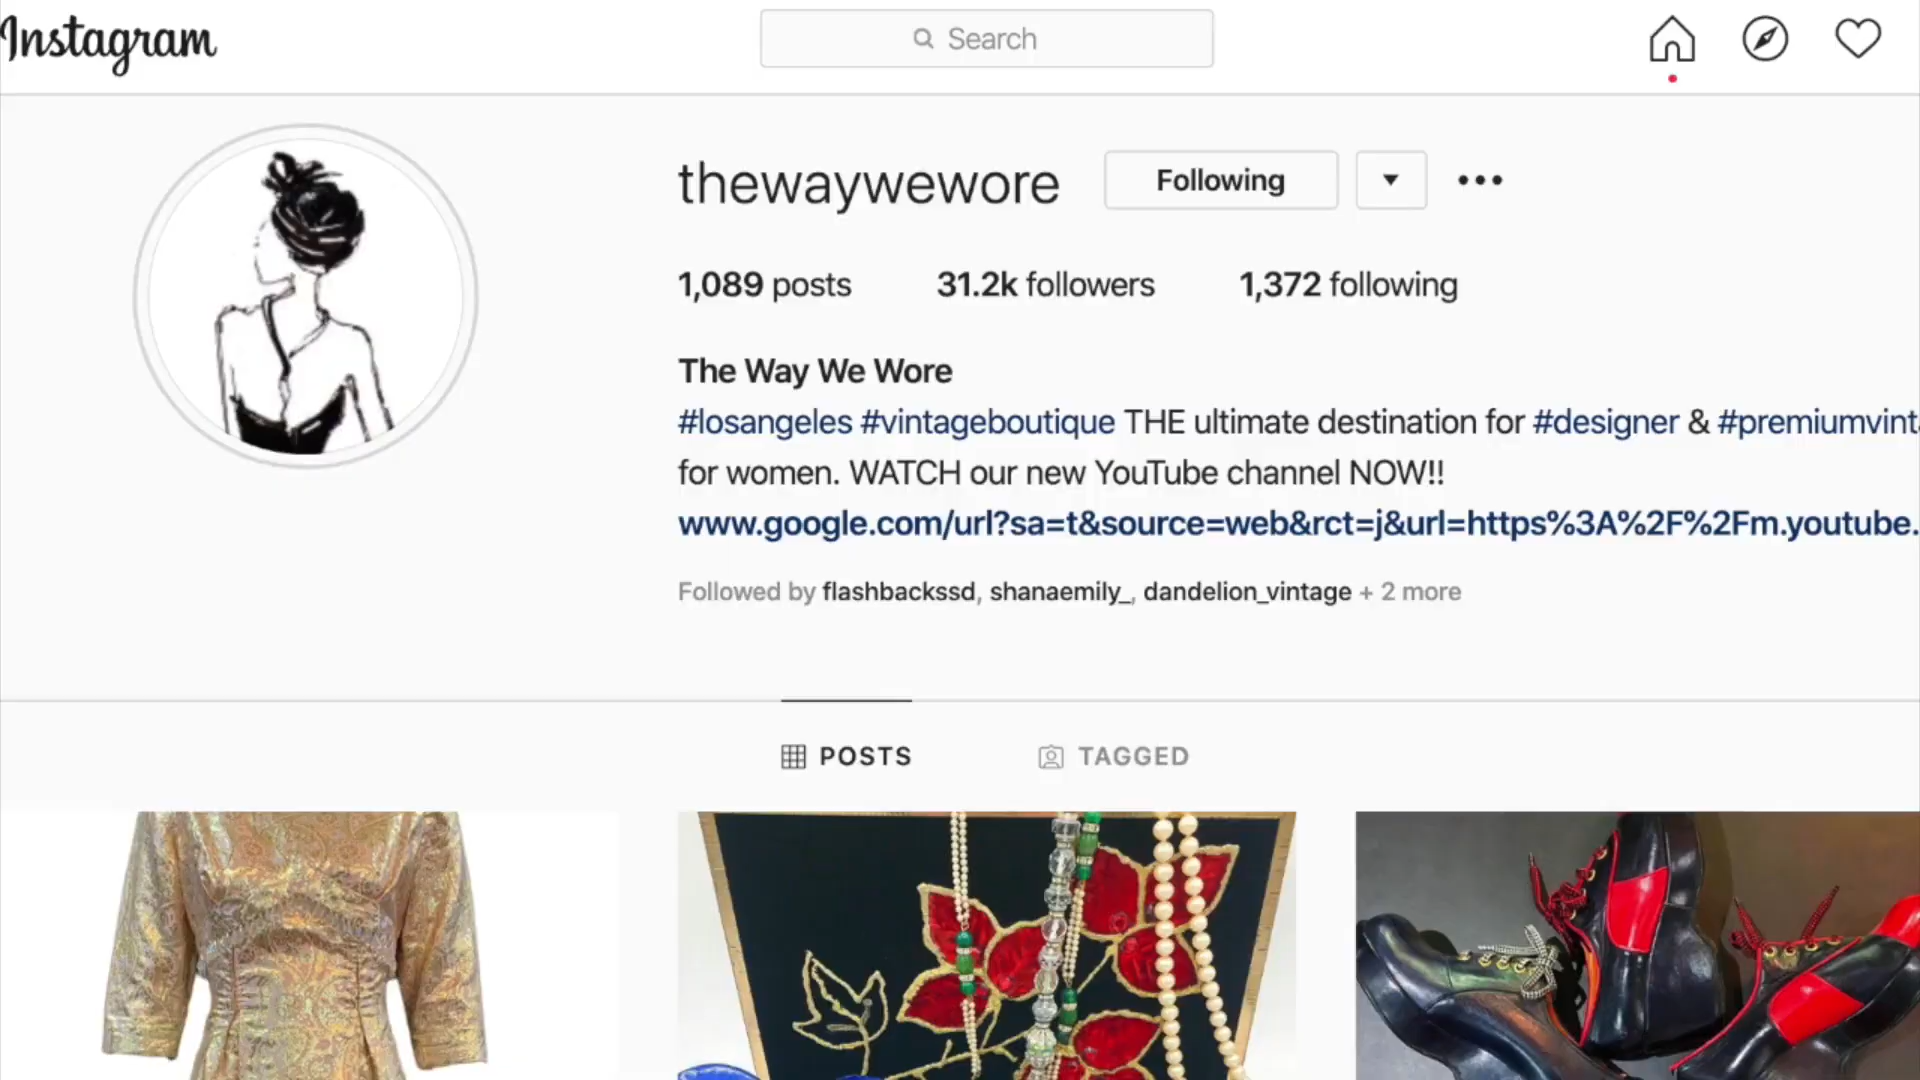 Instagram
Search
thewaywewore
Following
1,089 posts 31.2k followers 1,372 following
The Way We Wore
#losangeles #vintageboutique THE ultimate destination for #designer & #premiumvint
for women. WATCH our new YouTube channel NOW!!
www.google.com/url?sa=t&source=web&rct=j&url=https%3A%2F%2Fm.youtube.
Followed by flashbackssd, shanaemily_, dandelion_vintage + 2 more
POSTS TAGGED